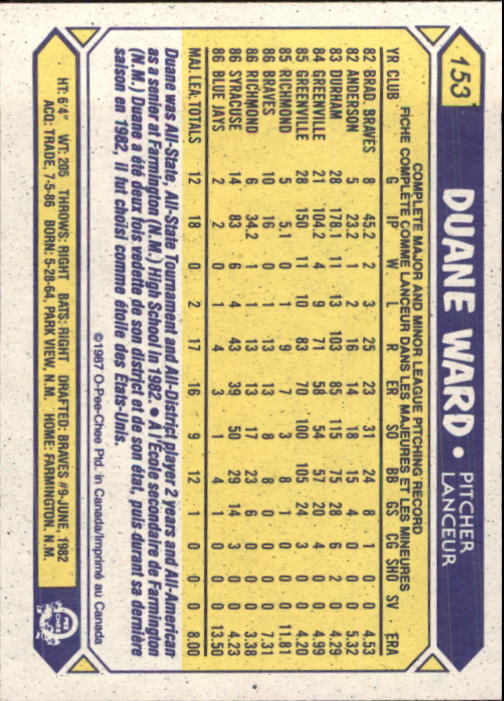 153
DUANE WARD • PITCHER
LANCEUR
COMPLETE MAJOR AND MINOR LEAGUE PITCHING RECORD
FICHE COMPLÈTE COMME LANCEUR DANS LES MAJEURES ET LES MINEURES
YR CLUB G IP W L R ER SO BB GS CG SHO SV ERA
82 BRAD. BRAVES 8 45.2 2 3 25 23 31 24 8 1 0 0 4.53
82 ANDERSON 5 23.2 1 2 16 14 18 15 4 0 0 0 5.32
83 DURHAM 28 178.1 11 13 103 85 115 75 28 6 2 0 4.29
84 GREENVILLE 21 104.2 4 9 71 58 54 57 20 4 0 0 4.99
85 GREENVILLE 28 150 11 10 83 70 100 105 24 3 0 0 4.20
85 RICHMOND 5 5.1 0 1 9 7 3 8 1 0 0 0 11.81
86 BRAVES 10 16 0 1 13 13 8 8 0 0 0 0 7.31
86 RICHMOND 6 34.2 1 1 13 13 17 23 6 0 0 0 3.38
86 SYRACUSE 14 83 6 4 43 39 50 29 14 3 0 0 4.23
86 BLUE JAYS 2 2 0 1 4 3 1 4 1 0 0 0 13.50
MAJ. LEA. TOTALS 12 18 0 2 17 16 9 12 1 0 0 0 8.00
Duane was All-State, All-State Tournament and All-District player 2 years and All-American
as a senior at Farmington (N.M.) High School in 1982. • A l'École secondaire de Farmington
(N.M.) Duane a été deux fois vedette de son district et de son état, puis durant sa dernière
saison en 1982, il fut choisi comme étoile des États-Unis.
©1987 O-Pee-Chee Ptd. in Canada/Imprimé au Canada
HT: 6'4" WT: 205 THROWS: RIGHT BATS: RIGHT DRAFTED: BRAVES #9-JUNE, 1982
ACQ: TRADE, 7-5-86 BORN: 5-28-64, PARK VIEW, N.M. HOME: FARMINGTON, N.M.
O
PEE
CHEE